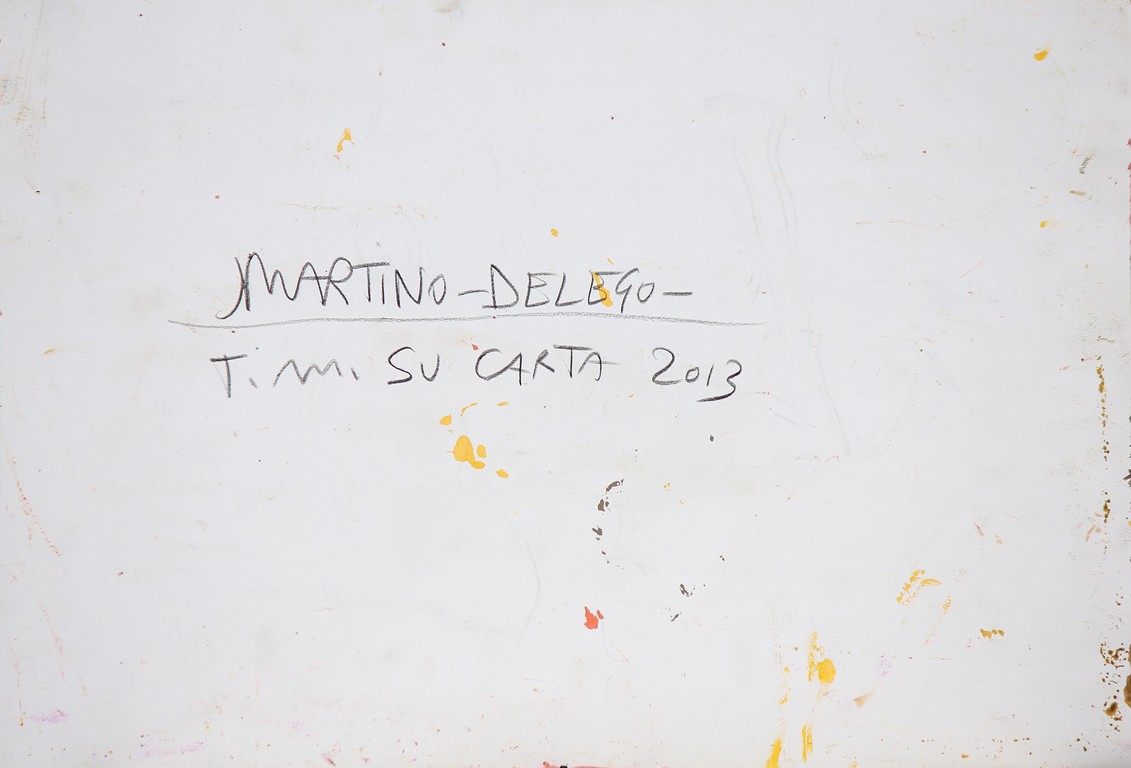 MARTINO-DELEGO-
T. M. SU CARTA 2013